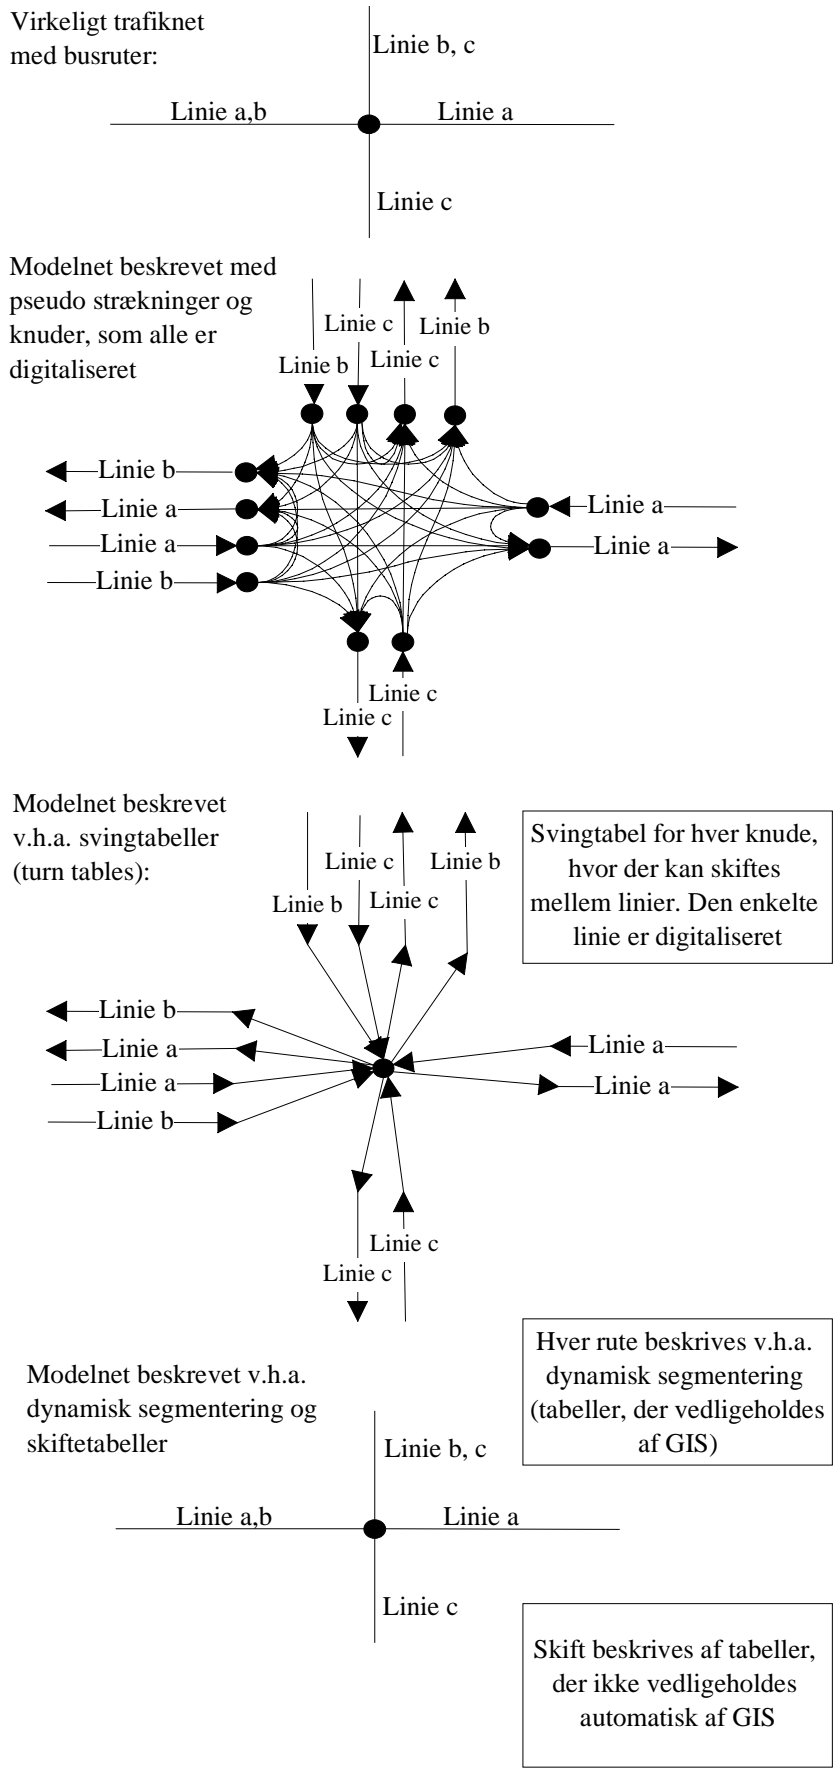 Virkeligt trafiknet
med busruter:
Linie b, c
Linie a,b
Linie a
Linie c
Modelnet beskrevet med
pseudo strækninger og
knuder, som alle er
digitaliseret
Linie c
Linie b
Linie b
Linie c
Linie b
Linie a
Linie a
Linie b
Linie a
Linie a
Linie c
Linie c
Modelnet beskrevet
v.h.a. svingtabeller
(turn tables):
Linie c
Linie b
Linie b
Linie c
Svingtabel for hver knude,
hvor der kan skiftes
mellem linier. Den enkelte
linie er digitaliseret
Linie b
Linie a
Linie a
Linie b
Linie a
Linie a
Linie c
Linie c
Hver rute beskrives v.h.a.
dynamisk segmentering
(tabeller, der vedligeholdes
af GIS)
Modelnet beskrevet v.h.a.
dynamisk segmentering og
skiftetabeller
Linie b, c
Linie a,b
Linie a
Linie c
Skift beskrives af tabeller,
der ikke vedligeholdes
automatisk af GIS